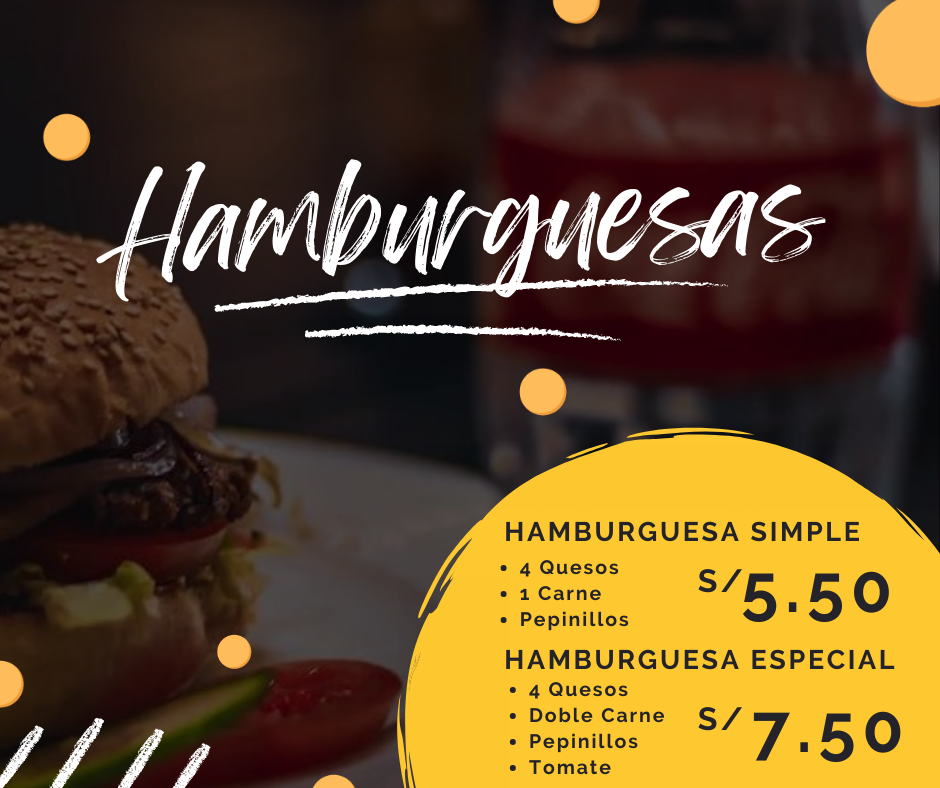 Hamburguesas
HAMBURGUESA SIMPLE
• 4 Quesos
• 1 Carne
• Pepinillos
S/5.50
HAMBURGUESA ESPECIAL
• 4 Quesos
• Doble Carne
• Pepinillos
• Tomate
S/7.50